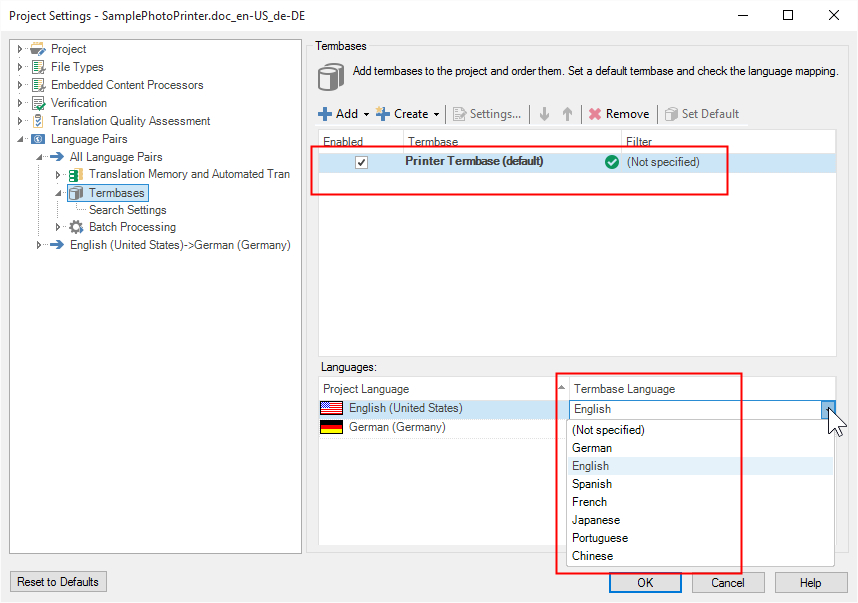 Project Settings - SamplePhotoPrinter.doc_en-US_de-DE
Project
File Types
Embedded Content Processors
Verification
Translation Quality Assessment
Language Pairs
All Language Pairs
Translation Memory and Automated Tran
Termbases
Search Settings
Batch Processing
English (United States)->German (Germany)
Termbases
Add termbases to the project and order them. Set a default termbase and check the language mapping.
Add Create Settings... Remove Set Default
Enabled Termbase Filter
Printer Termbase (default) (Not specified)
Languages:
Project Language Termbase Language
English (United States) English
German (Germany)
(Not specified)
German
English
Spanish
French
Japanese
Portuguese
Chinese
Reset to Defaults OK Cancel Help